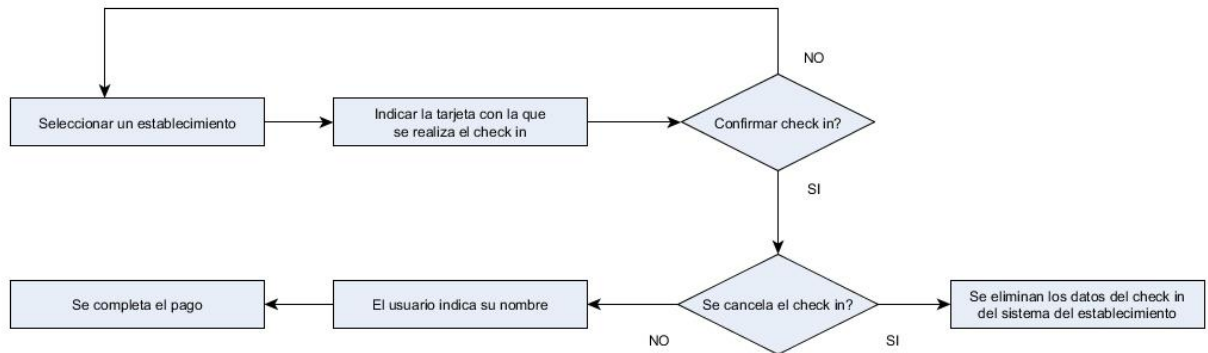 NO
Seleccionar un establecimiento
Indicar la tarjeta con la que
se realiza el check in
Confirmar check in?
SI
Se completa el pago
El usuario indica su nombre
Se cancela el check in?
Se eliminan los datos del check in
del sistema del establecimiento
NO
SI